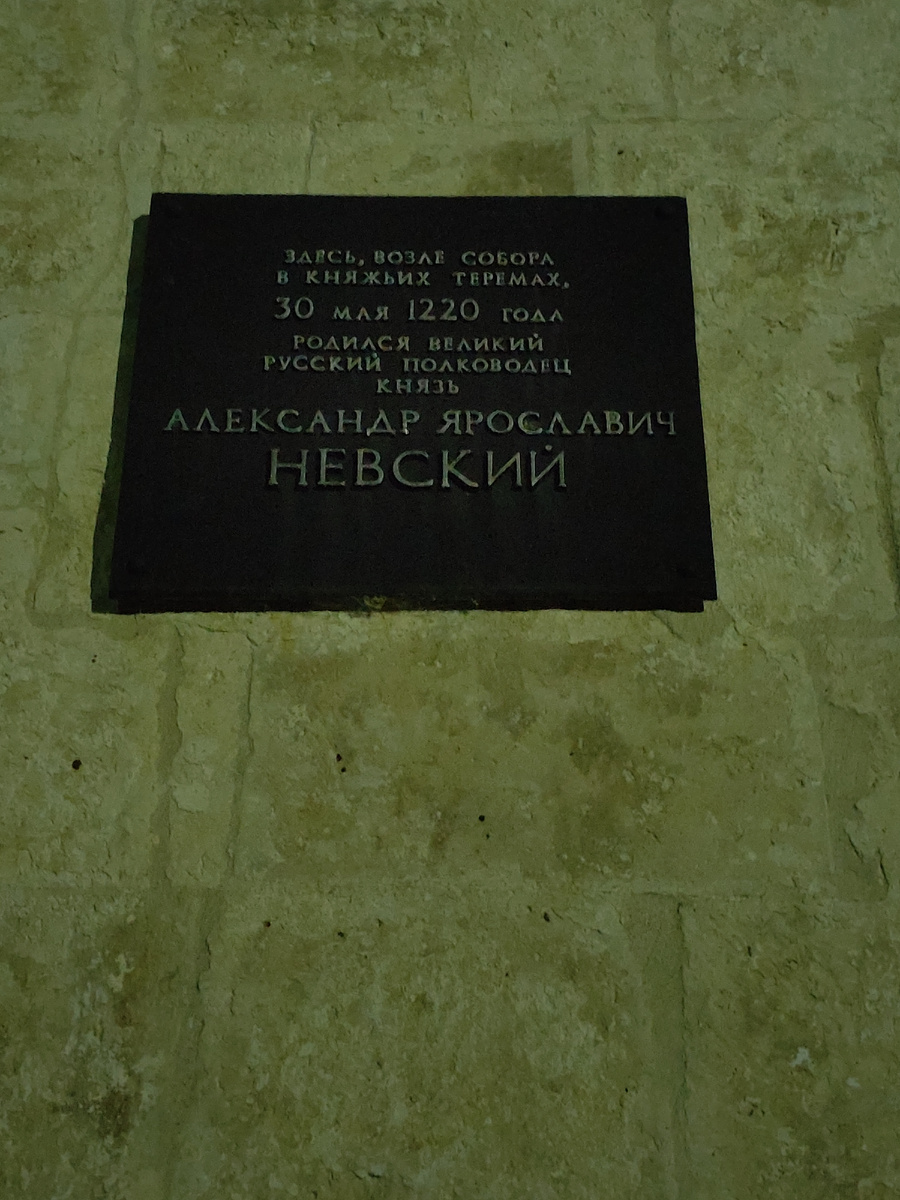 ЗДЕСЬ, ВОЗЛЕ СОБОРА
В КНЯЖЬИХ ТЕРЕМАХ,
30 МАЯ 1220 ГОДА
РОДИЛСЯ ВЕЛИКИЙ
РУССКИЙ ПОЛКОВОДЕЦ
КНЯЗЬ
АЛЕКСАНДР ЯРОСЛАВИЧ
НЕВСКИЙ